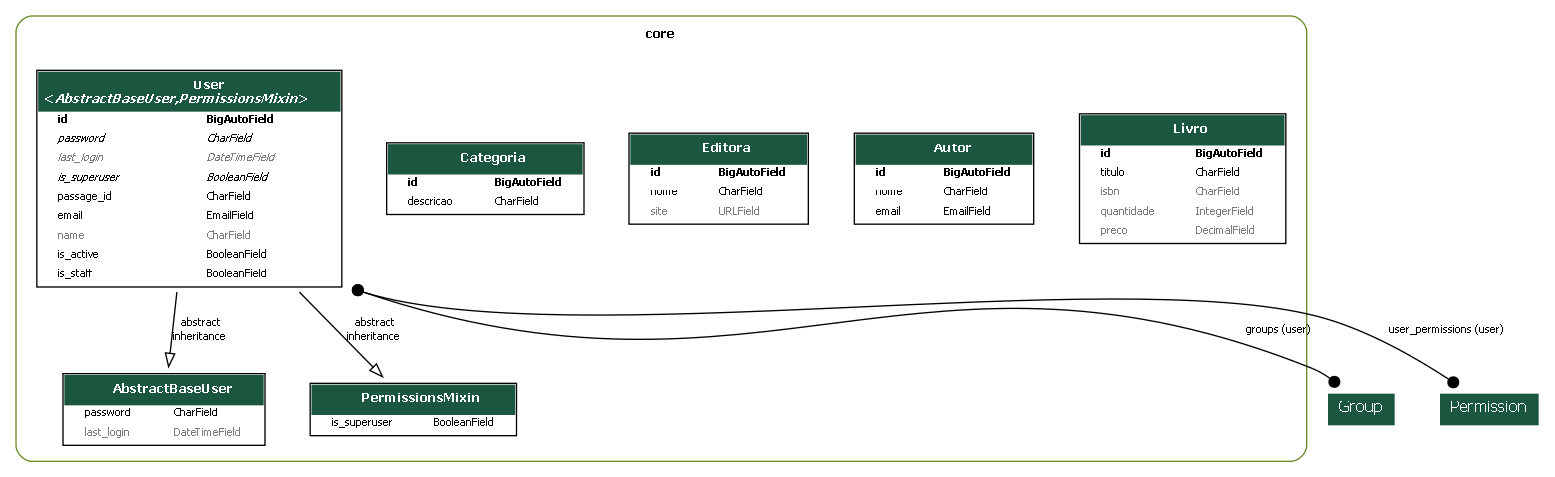 core
User
<AbstractBaseUser,PermissionsMixin>
id BigAutoField
password CharField
last_login DateTimeField
is_superuser BooleanField
passage_id CharField
email EmailField
name CharField
is_active BooleanField
is_staff BooleanField
Categoria
id BigAutoField
descricao CharField
Editora
id BigAutoField
nome CharField
site URLField
Autor
id BigAutoField
nome CharField
email EmailField
Livro
id BigAutoField
titulo CharField
isbn CharField
quantidade IntegerField
preco DecimalField
abstract
inheritance
abstract
inheritance
groups (user)
user_permissions (user)
AbstractBaseUser
password CharField
last_login DateTimeField
PermissionsMixin
is_superuser BooleanField
Group
Permission